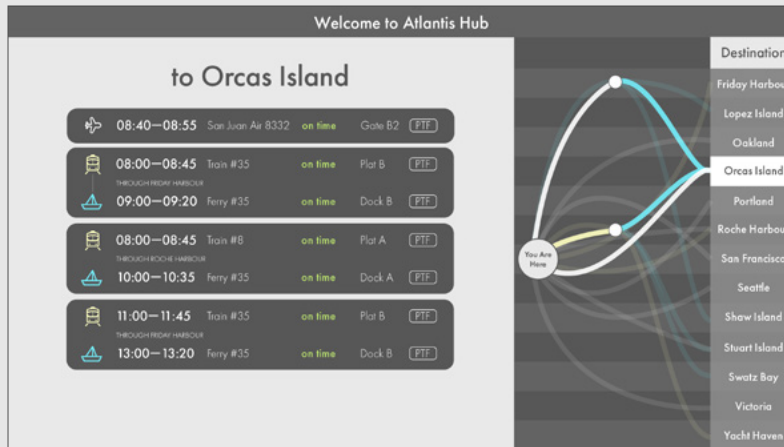 Welcome to Atlantis Hub
to Orcas Island
08:40—08:55 San Juan Air 8332 on time Gate B2 PTF
08:00—08:45 Train #35 on time Plat B PTF
THROUGH FRIDAY HARBOUR
09:00—09:20 Ferry #35 on time Dock B PTF
08:00—08:45 Train #8 on time Plat A PTF
THROUGH ROCHE HARBOUR
10:00—10:35 Ferry #35 on time Dock A PTF
11:00—11:45 Train #35 on time Plat B PTF
THROUGH FRIDAY HARBOUR
13:00—13:20 Ferry #35 on time Dock B PTF
You Are
Here
Destination
Friday Harbour
Lopez Island
Oakland
Orcas Island
Portland
Roche Harbour
San Francisco
Seattle
Shaw Island
Stuart Island
Swatz Bay
Victoria
Yacht Haven